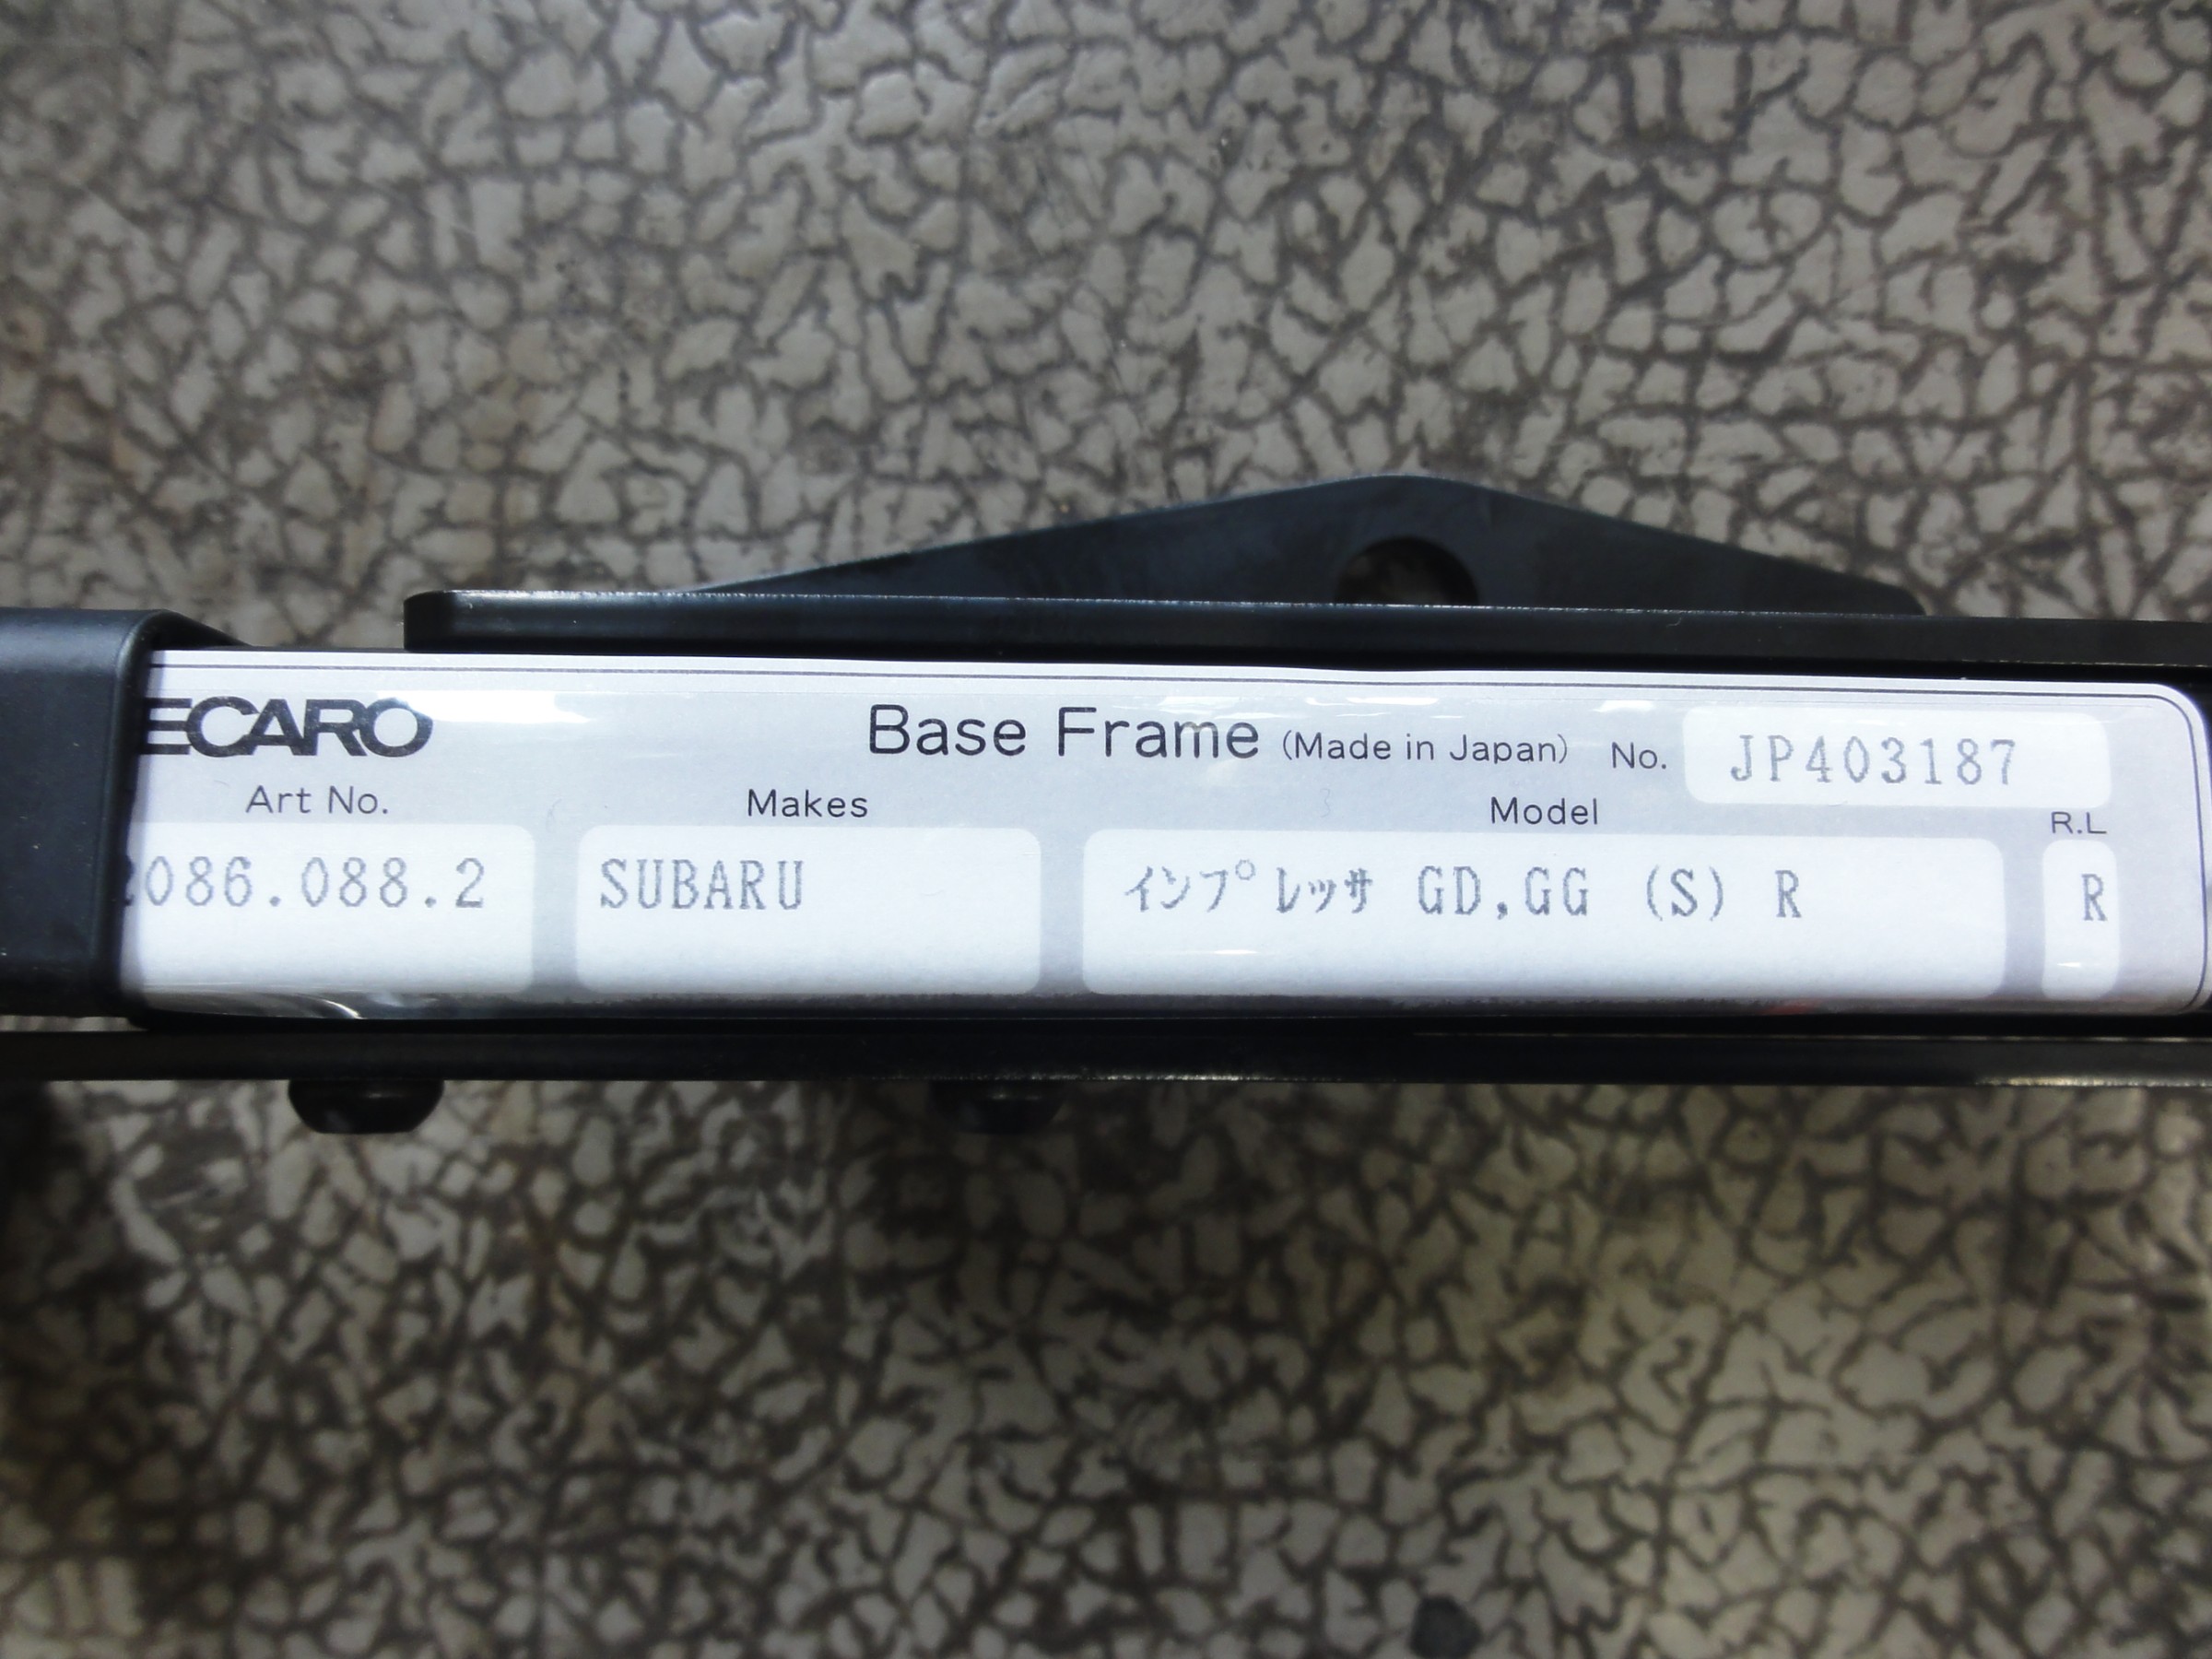 ECARO Base Frame (Made in Japan) No. JP403187
Art No. Makes Model R.L
2086.088.2 SUBARU ｲﾝﾌﾟﾚｯｻ GD,GG (S) R R